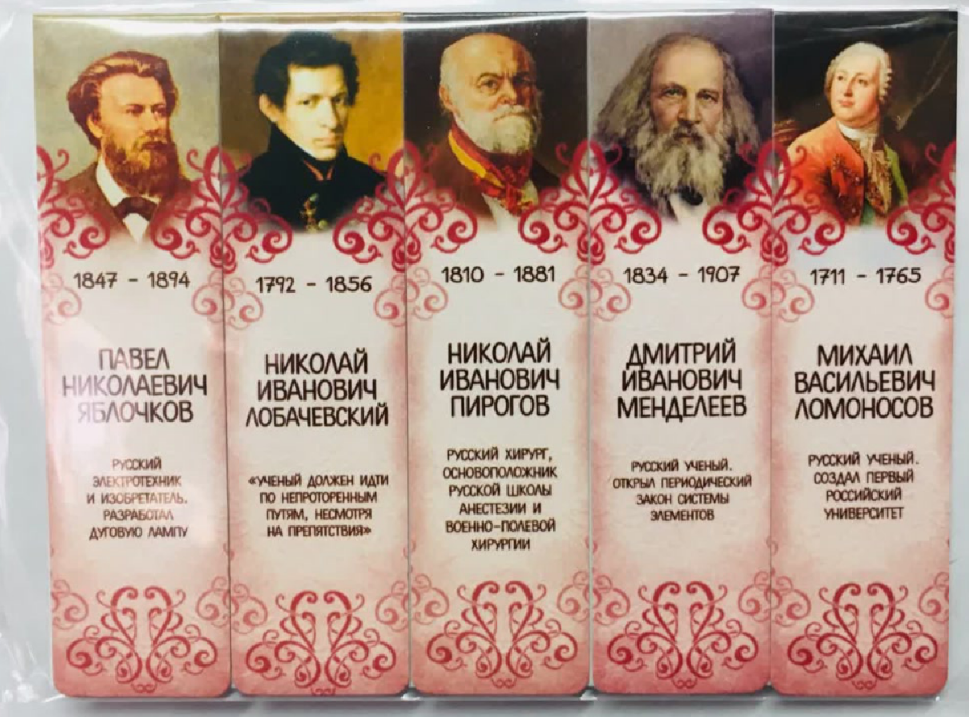 1847 - 1894
ПАВЕЛ
НИКОЛАЕВИЧ
ЯБЛОЧКОВ
РУССКИЙ
ЭЛЕКТРОТЕХНИК
И ИЗОБРЕТАТЕЛЬ.
РАЗРАБОТАЛ
ДУГОВУЮ ЛАМПУ
1792 - 1856
НИКОЛАЙ
ИВАНОВИЧ
ЛОБАЧЕВСКИЙ
«УЧЕНЫЙ ДОЛЖЕН ИДТИ
ПО НЕПРОТОРЕННЫМ
ПУТЯМ, НЕСМОТРЯ
НА ПРЕПЯТСТВИЯ»
1810 - 1881
НИКОЛАЙ
ИВАНОВИЧ
ПИРОГОВ
РУССКИЙ ХИРУРГ,
ОСНОВОПОЛОЖНИК
РУССКОЙ ШКОЛЫ
АНЕСТЕЗИИ И
ВОЕННО-ПОЛЕВОЙ
ХИРУРГИИ
1834 - 1907
ДМИТРИЙ
ИВАНОВИЧ
МЕНДЕЛЕЕВ
РУССКИЙ УЧЕНЫЙ.
ОТКРЫЛ ПЕРИОДИЧЕСКИЙ
ЗАКОН СИСТЕМЫ
ЭЛЕМЕНТОВ
1711 - 1765
МИХАИЛ
ВАСИЛЬЕВИЧ
ЛОМОНОСОВ
РУССКИЙ УЧЕНЫЙ.
СОЗДАЛ ПЕРВЫЙ
РОССИЙСКИЙ
УНИВЕРСИТЕТ